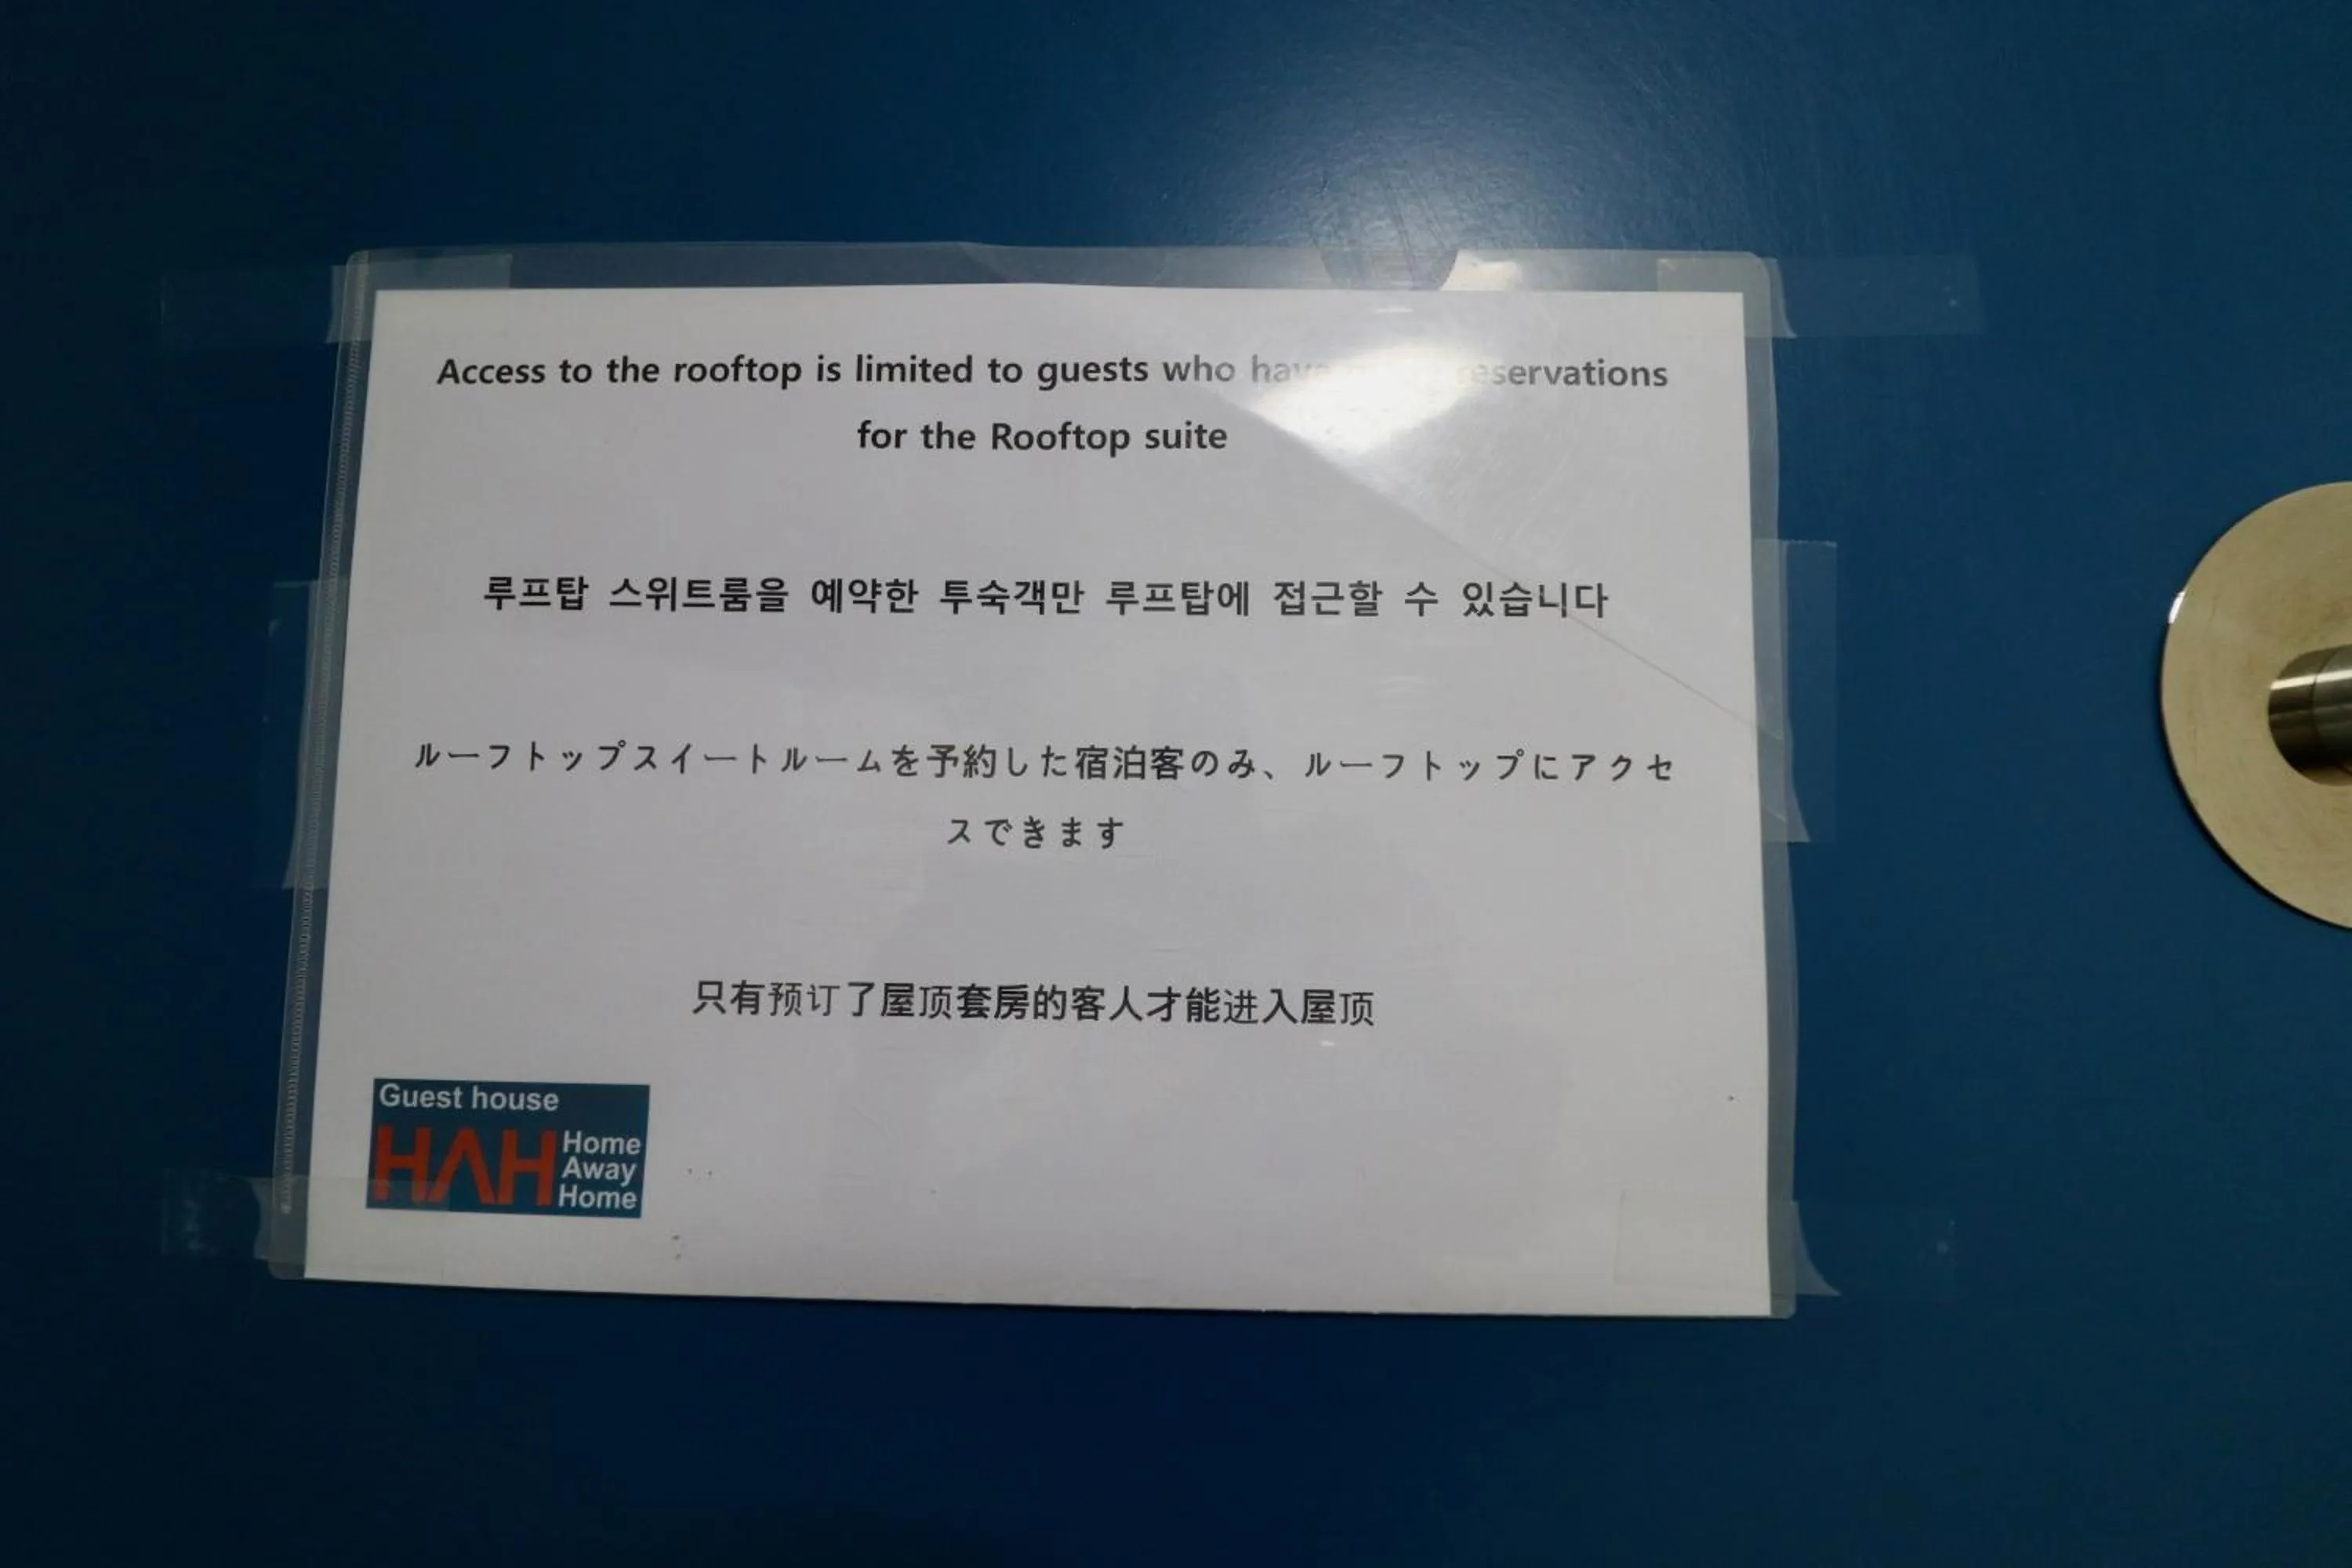 Access to the rooftop is limited to guests who have reservations
for the Rooftop suite
루프탑 스위트룸을 예약한 투숙객만 루프탑에 접근할 수 있습니다
ルーフトップスイートルームを予約した宿泊客のみ、ルーフトップにアクセ
スできます
只有预订了屋顶套房的客人才能进入屋顶
Guest house
HAH
Home
Away
Home